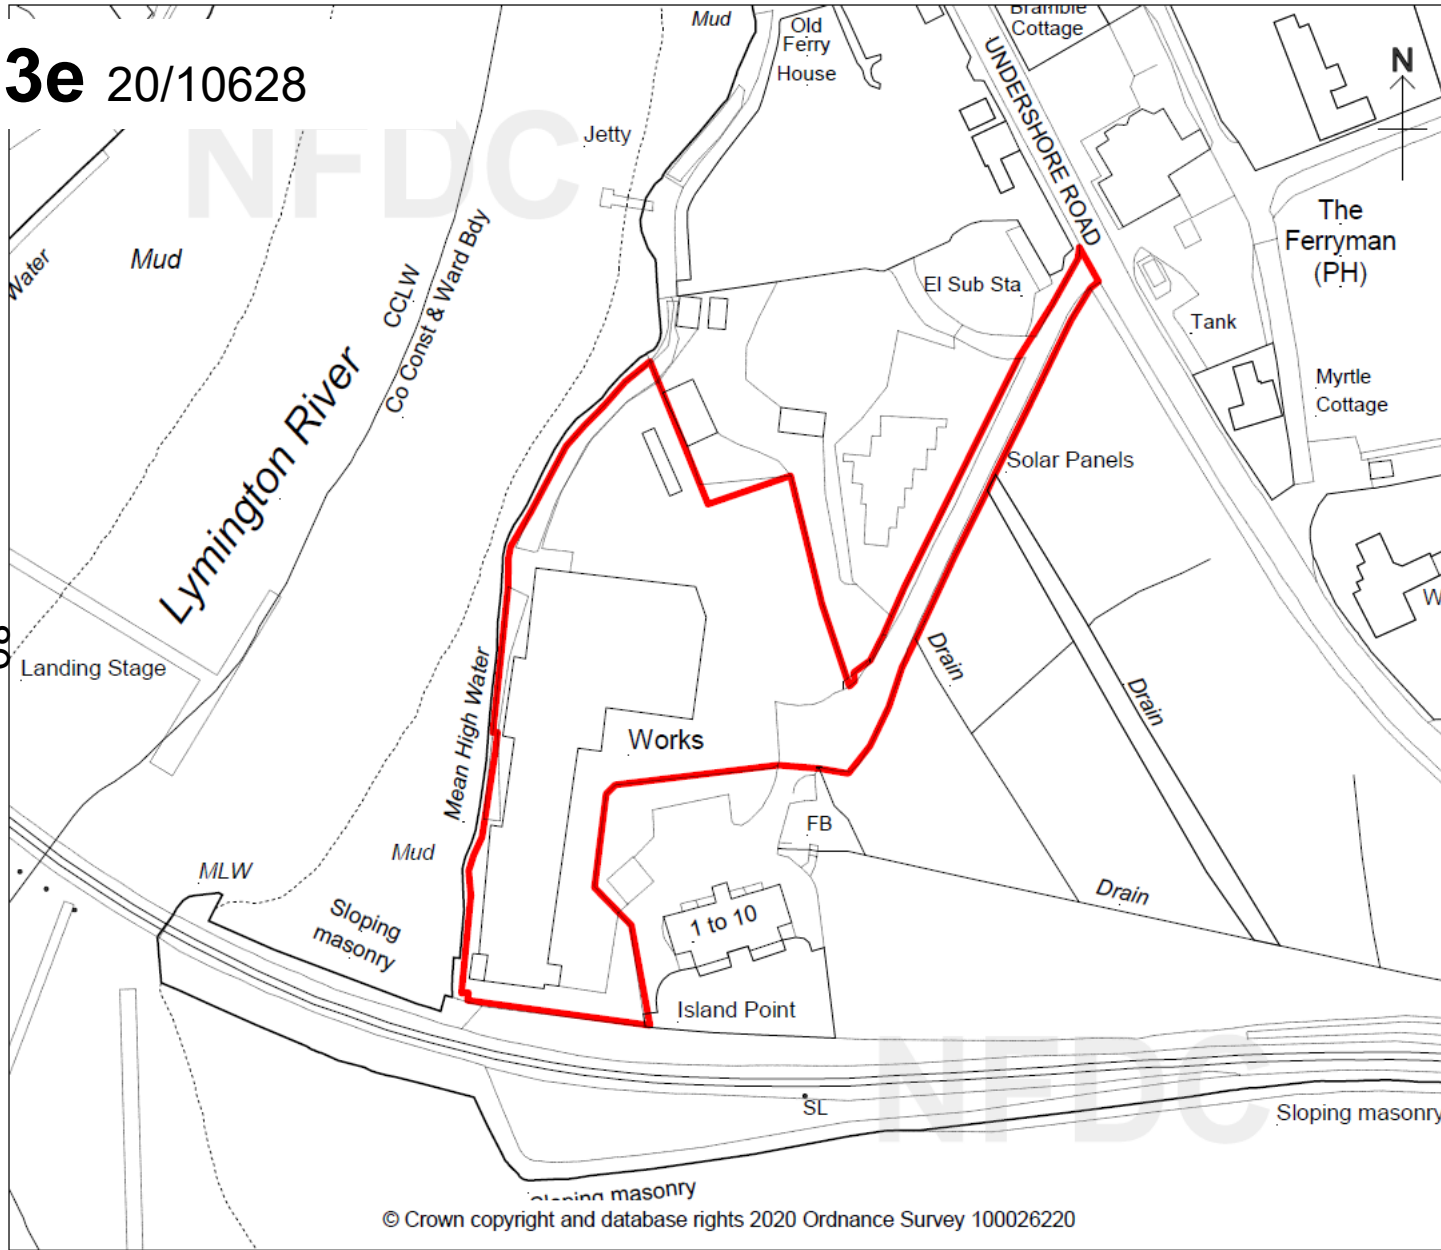 3e 20/10628
NFDC
Mud
Old
Ferry
House
Bramble
Cottage
N
UNDERSHORE ROAD
Jetty
Water
Mud
CCLW
Co Const & Ward Bdy
Lymington River
El Sub Sta
The
Ferryman
(PH)
Tank
Myrtle
Cottage
Solar Panels
W
Landing Stage
Mean High Water
Works
Drain
Drain
Mud
FB
MLW
Sloping
masonry
1 to 10
Drain
Island Point
NFDC
SL
Sloping masonry
Sloping masonry
© Crown copyright and database rights 2020 Ordnance Survey 100026220